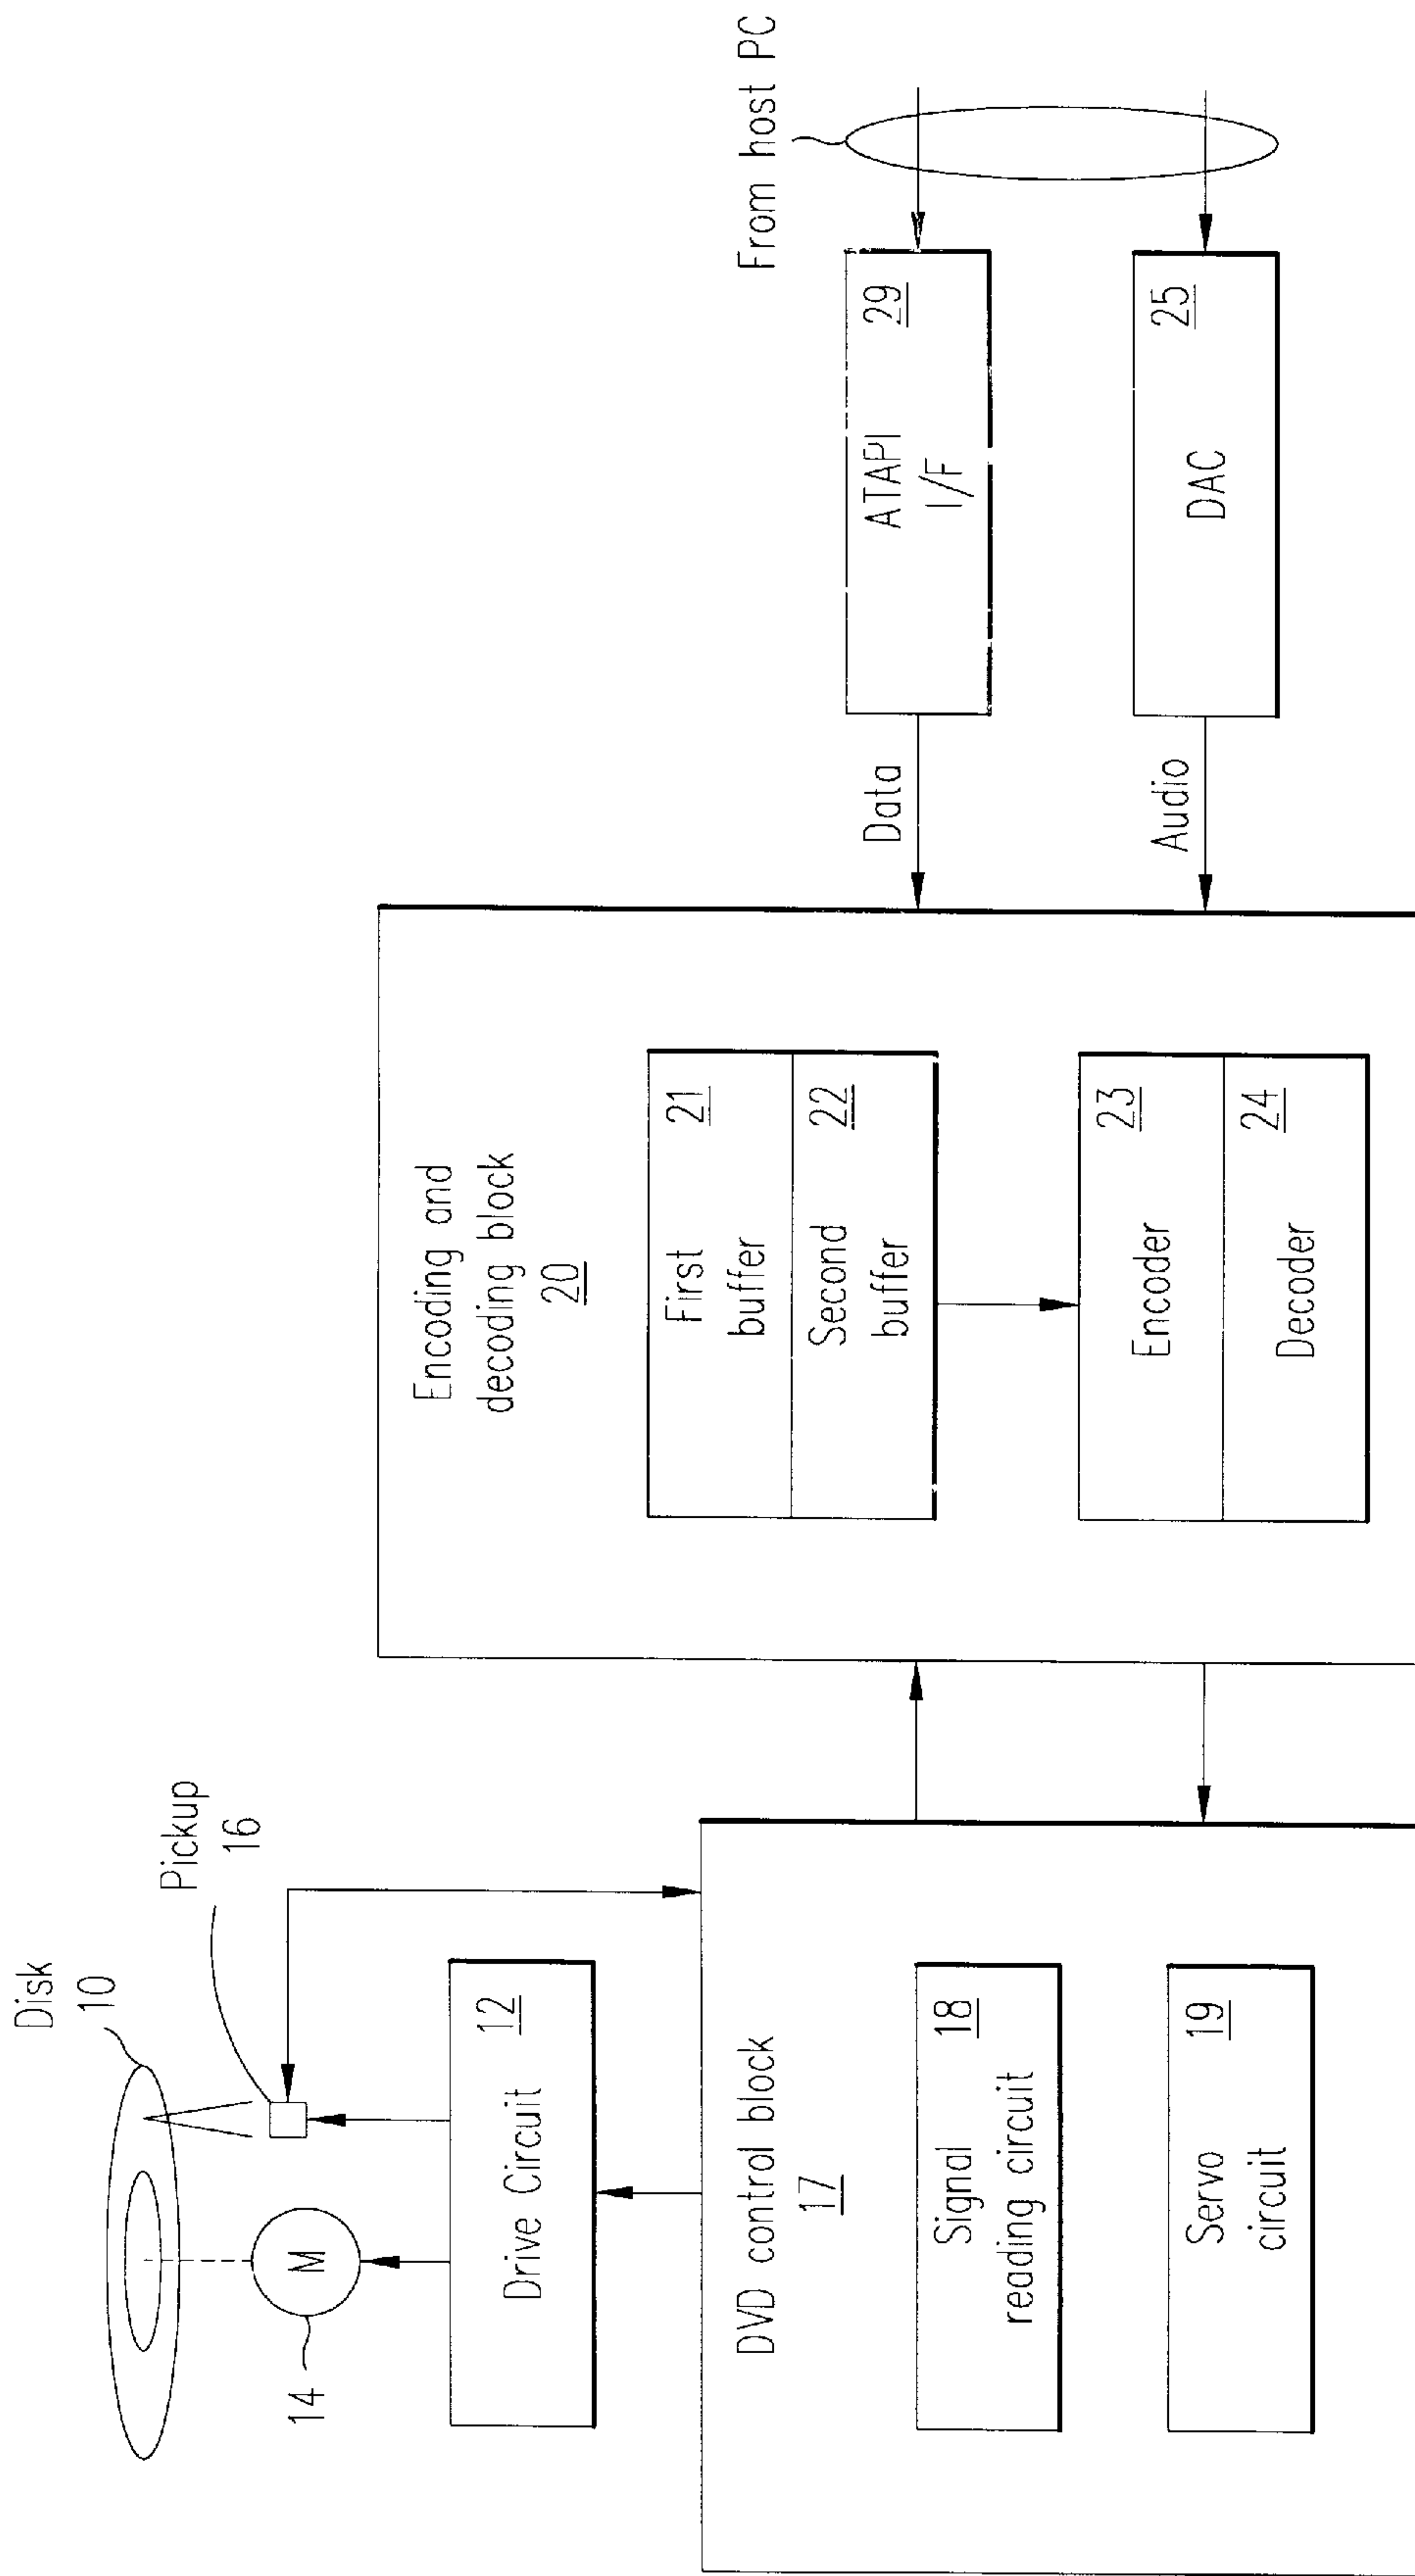 Disk
10
Pickup
16
14
M
Drive Circuit
12
DVD control block
17
Signal
reading circuit
18
Servo
circuit
19
Encoding and
decoding block
20
First
buffer
21
Second
buffer
22
Encoder
23
Decoder
24
Data
Audio
ATAPI
I/F
29
DAC
25
From host PC